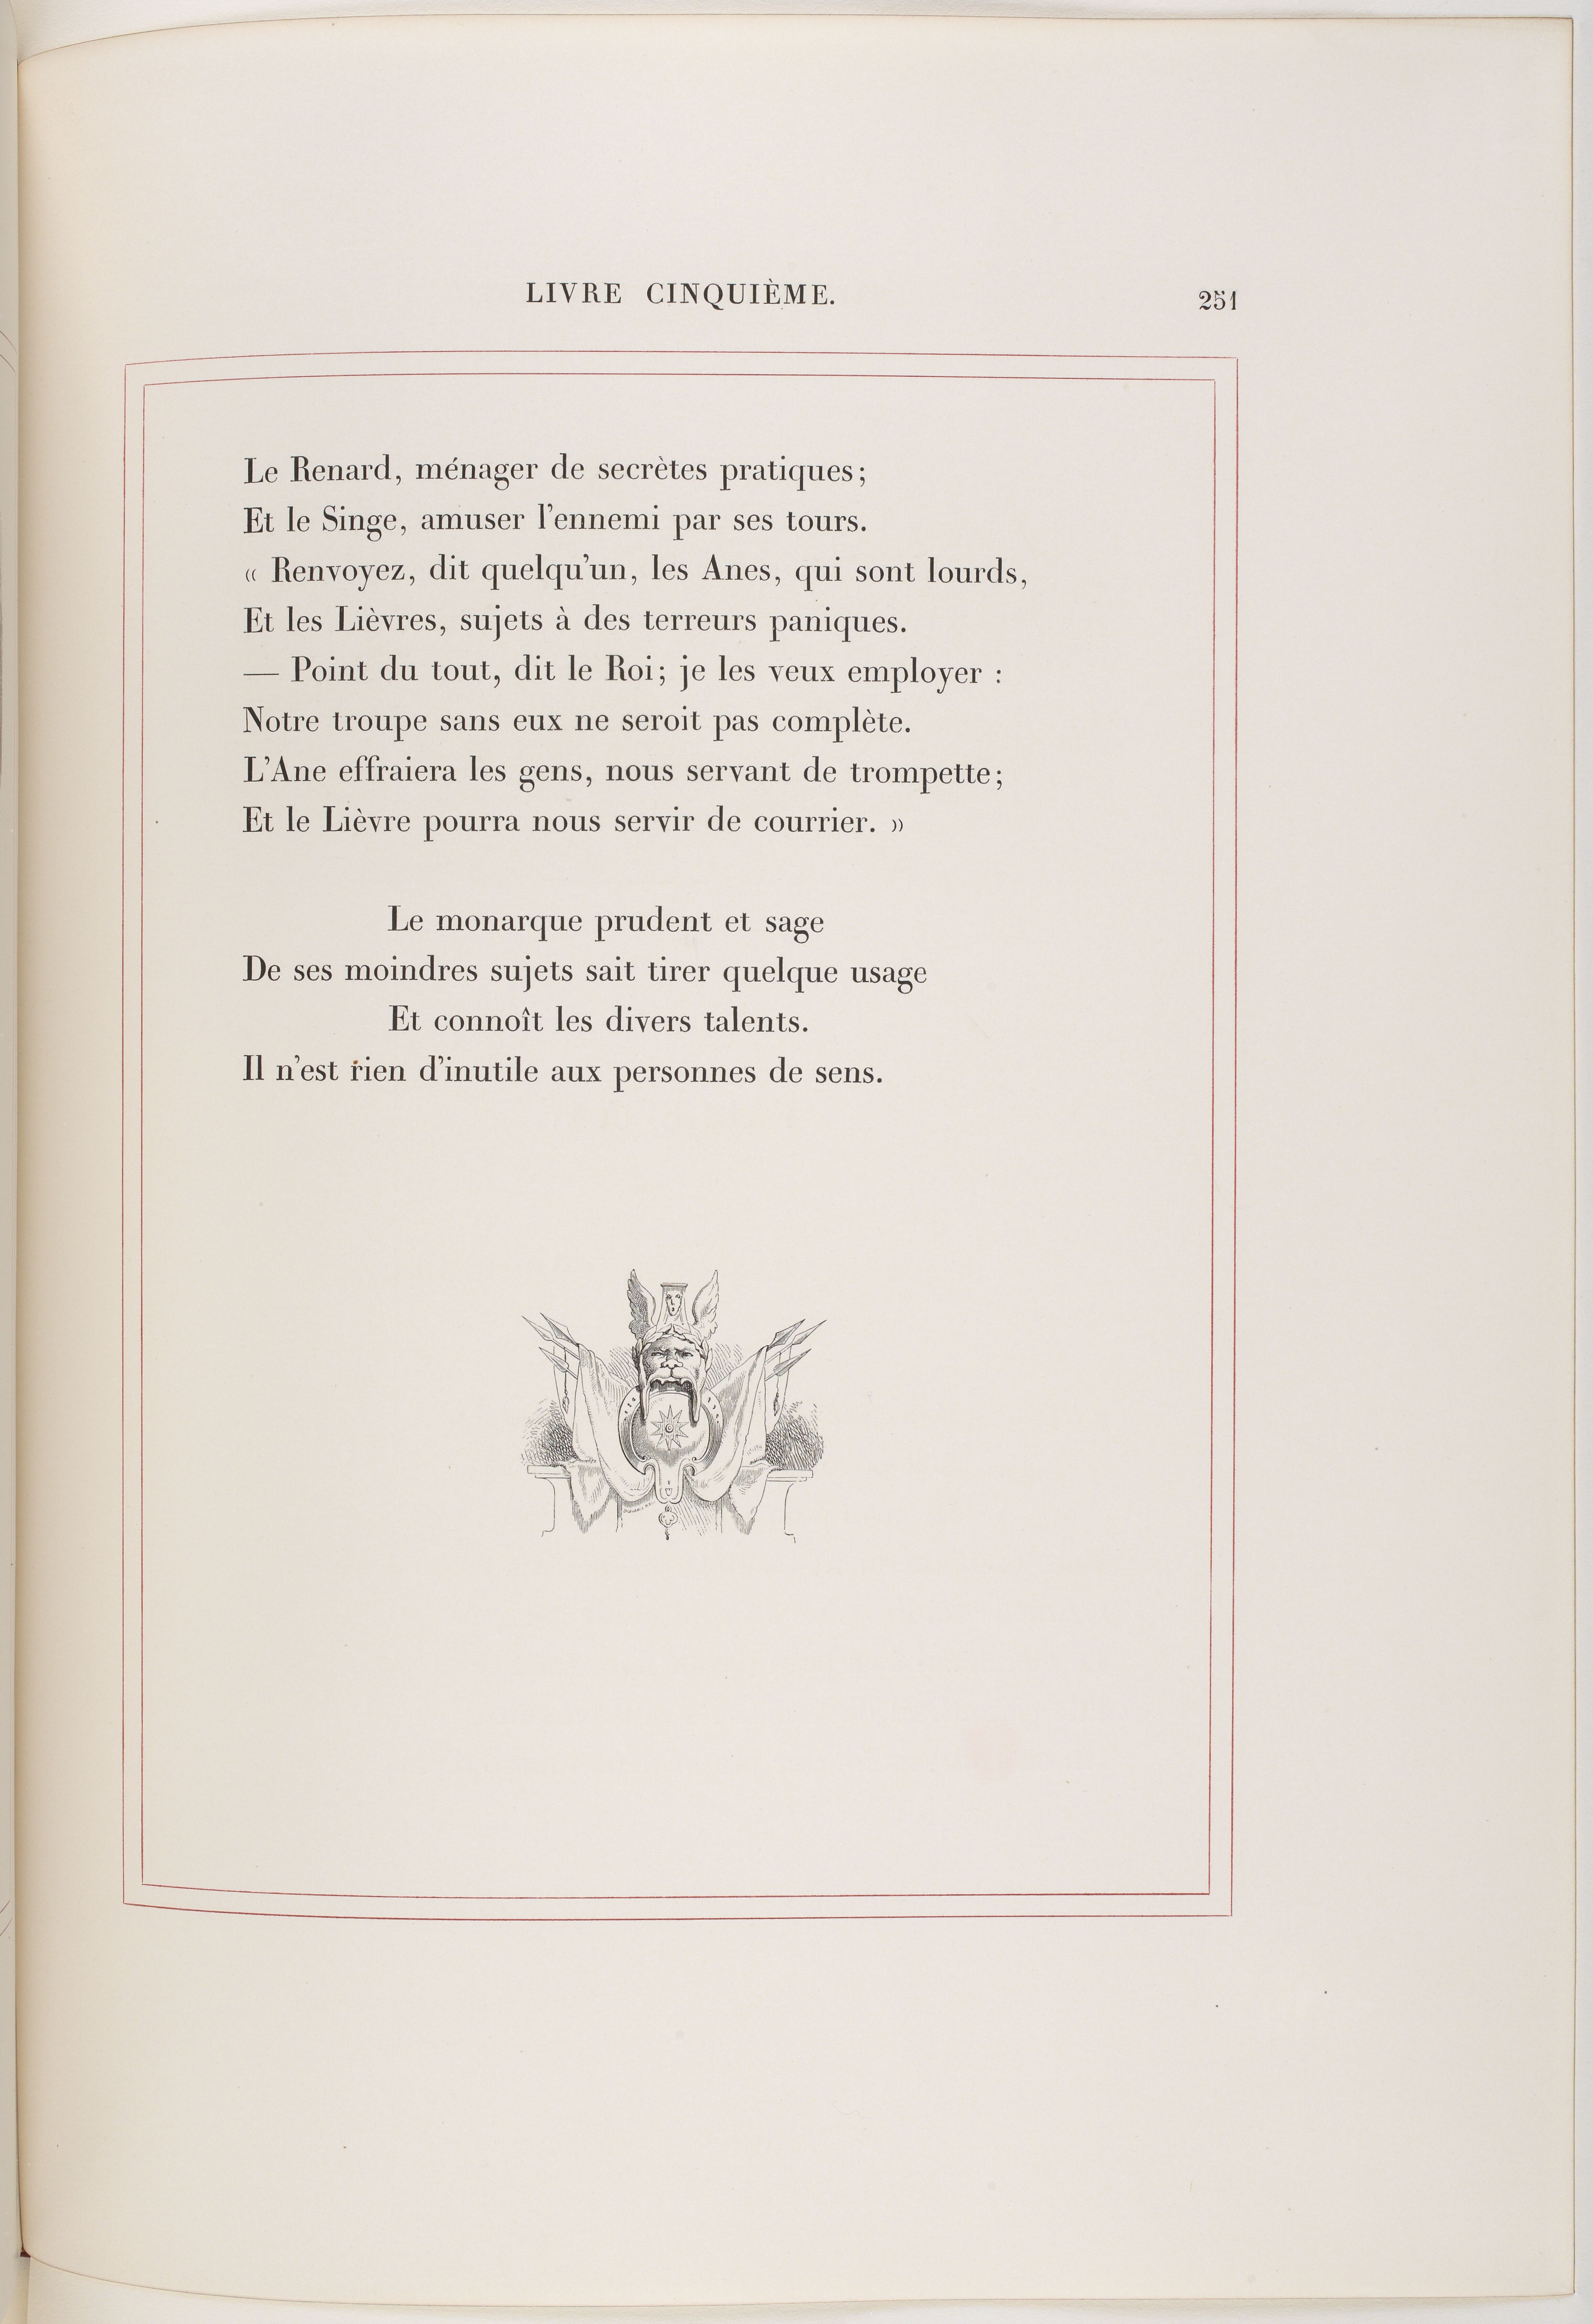 LIVRE CINQUIÈME.
251
Le Renard, ménager de secrètes pratiques;
Et le Singe, amuser l'ennemi par ses tours.
« Renvoyez, dit quelqu'un, les Anes, qui sont lourds,
Et les Lièvres, sujets à des terreurs paniques.
— Point du tout, dit le Roi; je les veux employer :
Notre troupe sans eux ne seroit pas complète.
L'Ane effraiera les gens, nous servant de trompette;
Et le Lièvre pourra nous servir de courrier. »
Le monarque prudent et sage
De ses moindres sujets sait tirer quelque usage
Et connoît les divers talents.
Il n'est rien d'inutile aux personnes de sens.